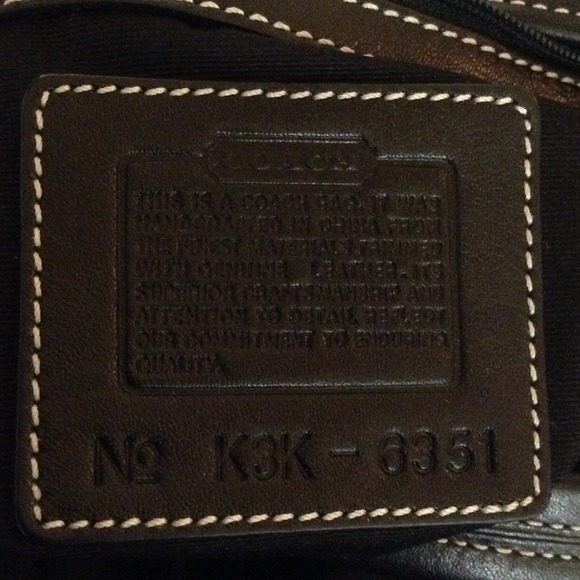 COACH
THIS IS A COACH BAG. IT WAS
HANDCRAFTED IN CHINA FROM
THE FINEST MATERIALS TRIMMED
WITH GENUINE LEATHER. ITS
SUPERIOR CRAFTSMANSHIP AND
ATTENTION TO DETAIL REFLECT
OUR COMMITMENT TO ENDURING
QUALITY.
No K3K - 6351